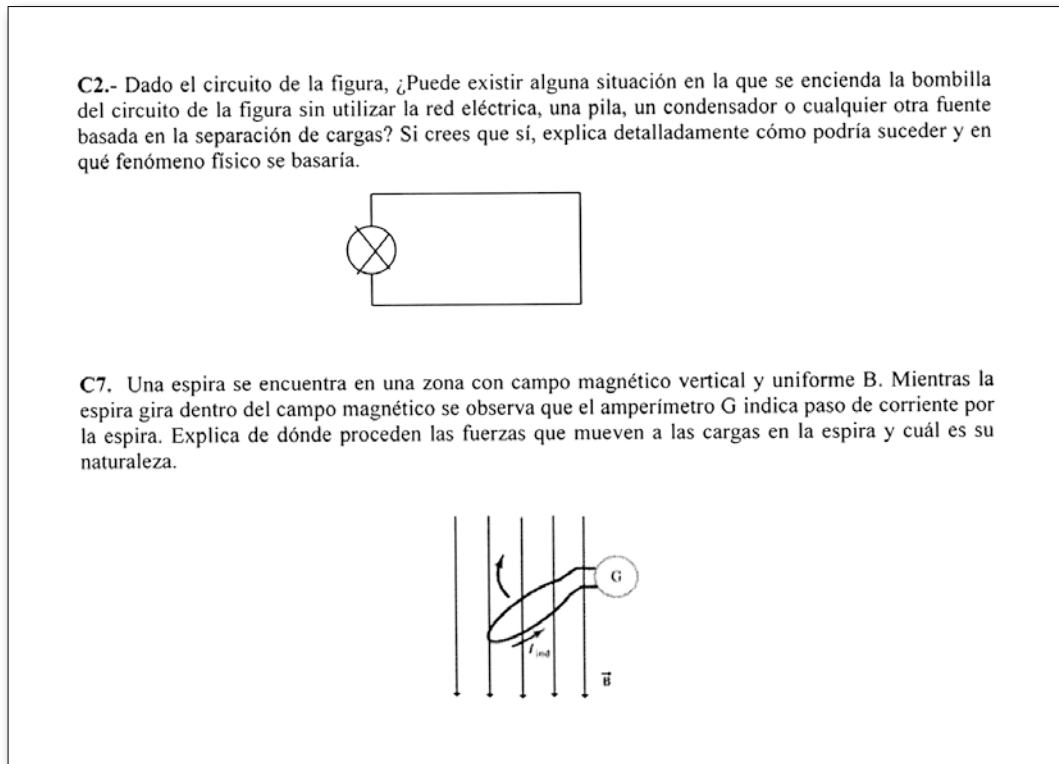 C2.- Dado el circuito de la figura, ¿Puede existir alguna situación en la que se encienda la bombilla
del circuito de la figura sin utilizar la red eléctrica, una pila, un condensador o cualquier otra fuente
basada en la separación de cargas? Si crees que sí, explica detalladamente cómo podría suceder y en
qué fenómeno físico se basaría.
C7. Una espira se encuentra en una zona con campo magnético vertical y uniforme B. Mientras la
espira gira dentro del campo magnético se observa que el amperímetro G indica paso de corriente por
la espira. Explica de dónde proceden las fuerzas que mueven a las cargas en la espira y cuál es su
naturaleza.
G
I ind
B